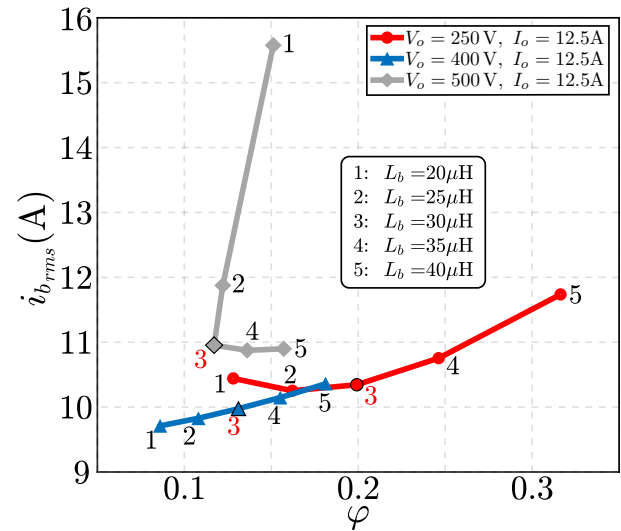 16
15
14
13
12
11
10
9
i_{b_{rms}}(A)
0.1
0.2
0.3
φ
V_o = 250 V, I_o = 12.5A
V_o = 400 V, I_o = 12.5A
V_o = 500 V, I_o = 12.5A
1: L_b =20μH
2: L_b =25μH
3: L_b =30μH
4: L_b =35μH
5: L_b =40μH
1
2
3
4
5
1
2
3
4
5
1
2
3
4
5